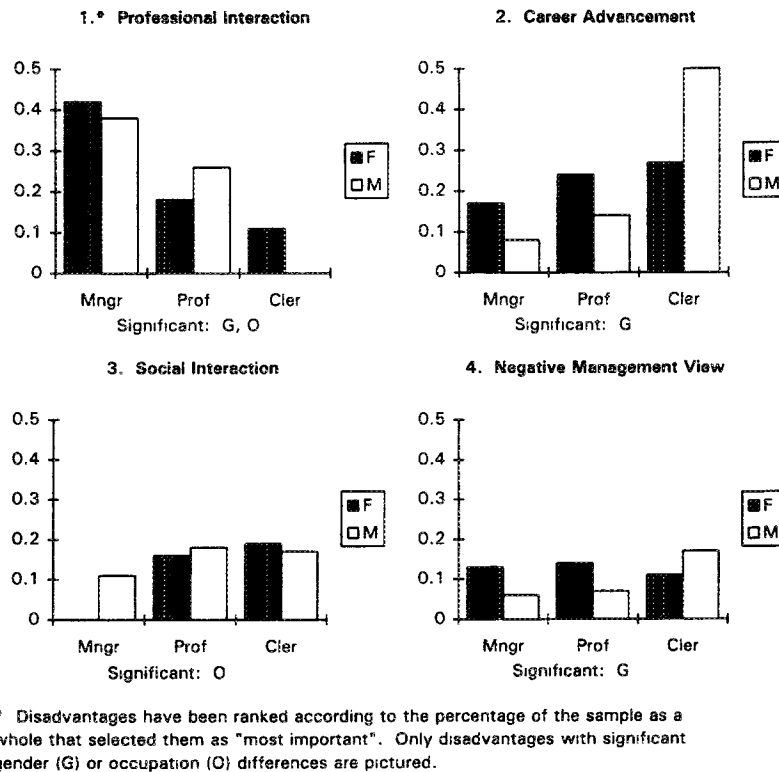 1.* Professional Interaction
0.5
0.4
0.3
0.2
0.1
0
F
M
Mngr Prof Cler
Significant: G, O
2. Career Advancement
0.5
0.4
0.3
0.2
0.1
0
F
M
Mngr Prof Cler
Significant: G
3. Social Interaction
0.5
0.4
0.3
0.2
0.1
0
F
M
Mngr Prof Cler
Significant: O
4. Negative Management View
0.5
0.4
0.3
0.2
0.1
0
F
M
Mngr Prof Cler
Significant: G
* Disadvantages have been ranked according to the percentage of the sample as a
whole that selected them as "most important". Only disadvantages with significant
gender (G) or occupation (O) differences are pictured.